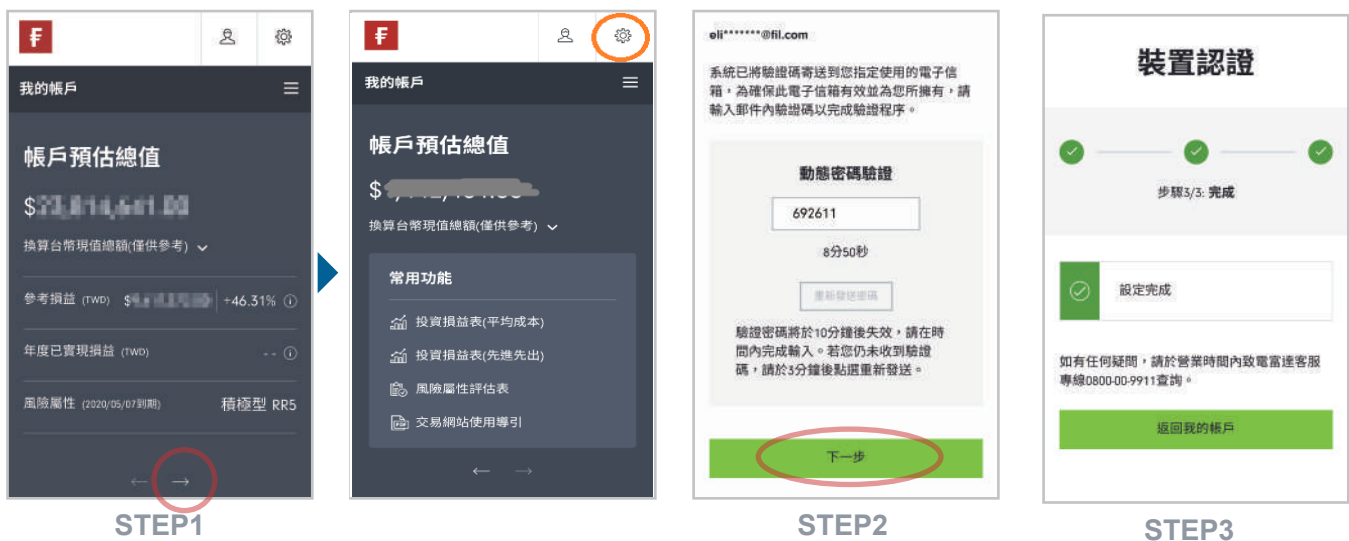 我的帳戶
帳戶預估總值
$
換算台幣現值總額(僅供參考)
參考損益 (TWD) $ +46.31%
年度已實現損益 (TWD) --
風險屬性 (2020/05/07到期) 積極型 RR5
← →
STEP1
我的帳戶
帳戶預估總值
$
換算台幣現值總額(僅供參考)
常用功能
投資損益表(平均成本)
投資損益表(先進先出)
風險屬性評估表
交易網站使用導引
← →
eli*******@fil.com
系統已將驗證碼寄送到您指定使用的電子信
箱，為確保此電子信箱有效並為您所擁有，請
輸入郵件內驗證碼以完成驗證程序。
動態密碼驗證
692611
8分50秒
重新發送密碼
驗證密碼將於10分鐘後失效，請在時
間內完成輸入。若您仍未收到驗證
碼，請於3分鐘後點選重新發送。
下一步
STEP2
裝置認證
步驟3/3: 完成
設定完成
如有任何疑問，請於營業時間內致電富達客服
專線0800-00-9911查詢。
返回我的帳戶
STEP3